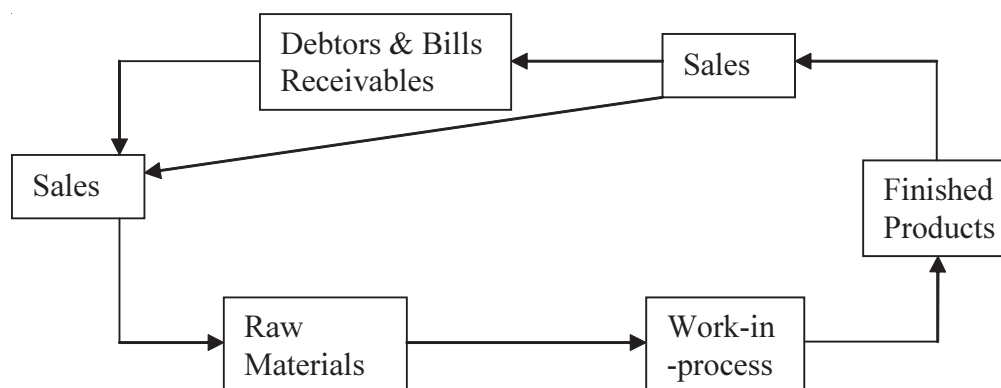 Debtors & Bills
Receivables
Sales
Sales
Finished
Products
Raw
Materials
Work-in
-process